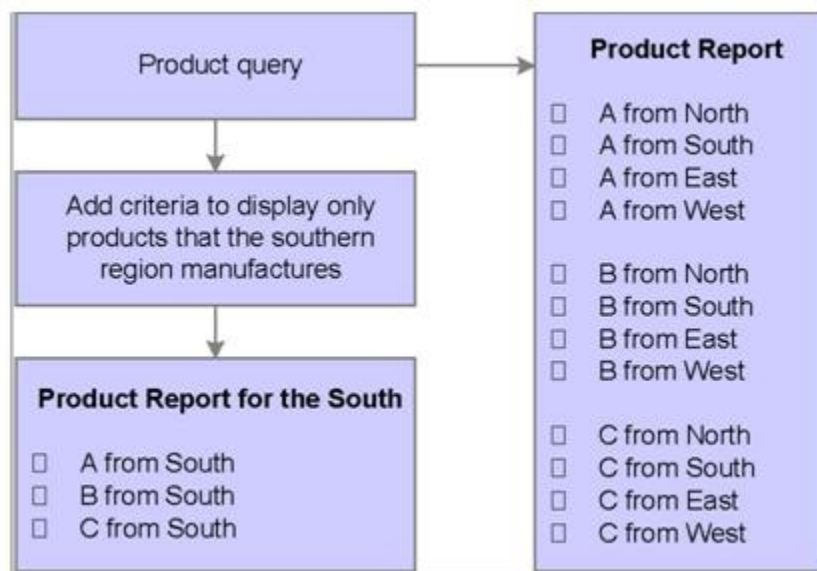 Product query
Add criteria to display only
products that the southern
region manufactures
Product Report for the South
A from South
B from South
C from South
Product Report
A from North
A from South
A from East
A from West
B from North
B from South
B from East
B from West
C from North
C from South
C from East
C from West